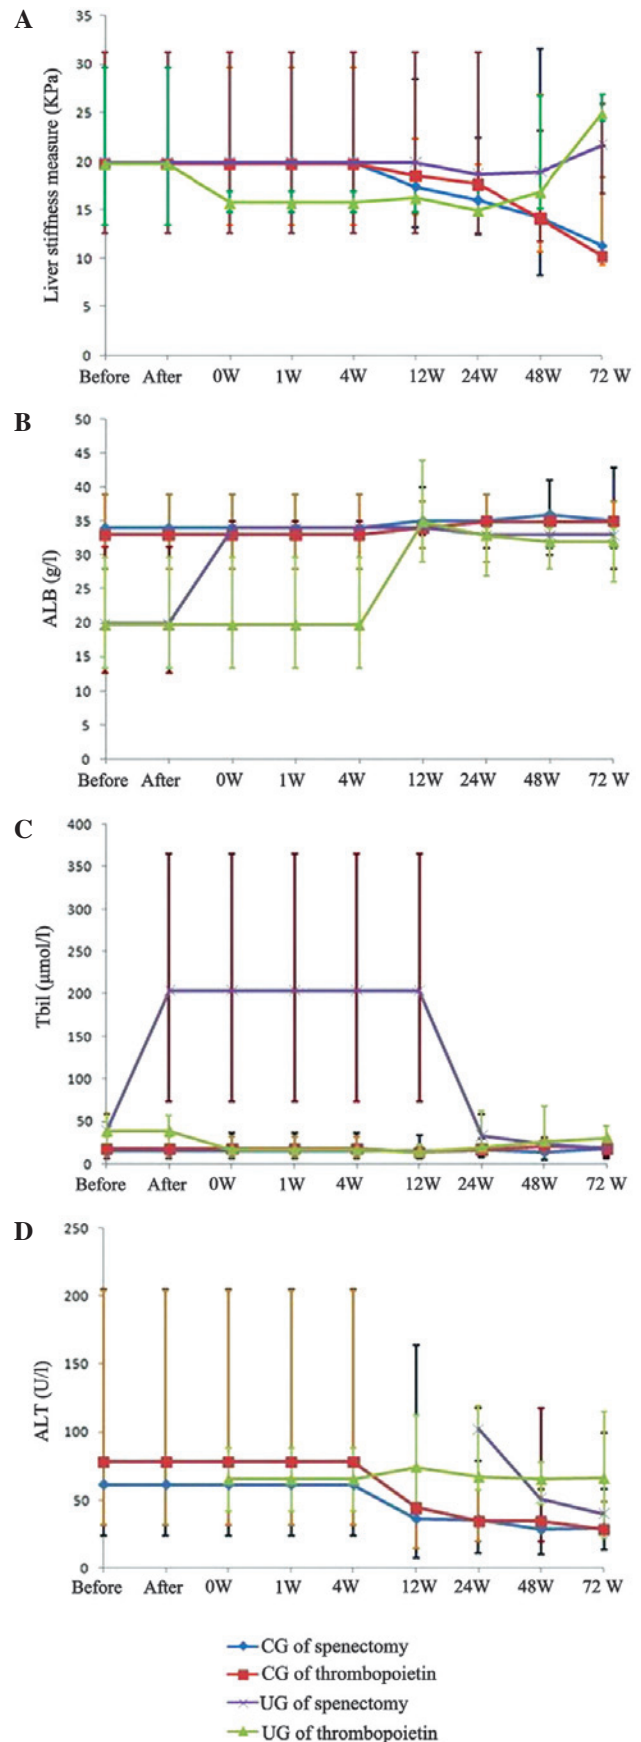 A
Liver stiffness measure (KPa)
35
30
25
20
15
10
5
0
Before After 0W 1W 4W 12W 24W 48W 72 W
B
ALB (g/l)
50
45
40
35
30
25
20
15
10
5
0
Before After 0W 1W 4W 12W 24W 48W 72 W
C
Tbil (µmol/l)
400
350
300
250
200
150
100
50
0
Before After 0W 1W 4W 12W 24W 48W 72 W
D
ALT (U/l)
250
200
150
100
50
0
Before After 0W 1W 4W 12W 24W 48W 72 W
CG of spenectomy
CG of thrombopoietin
UG of spenectomy
UG of thrombopoietin